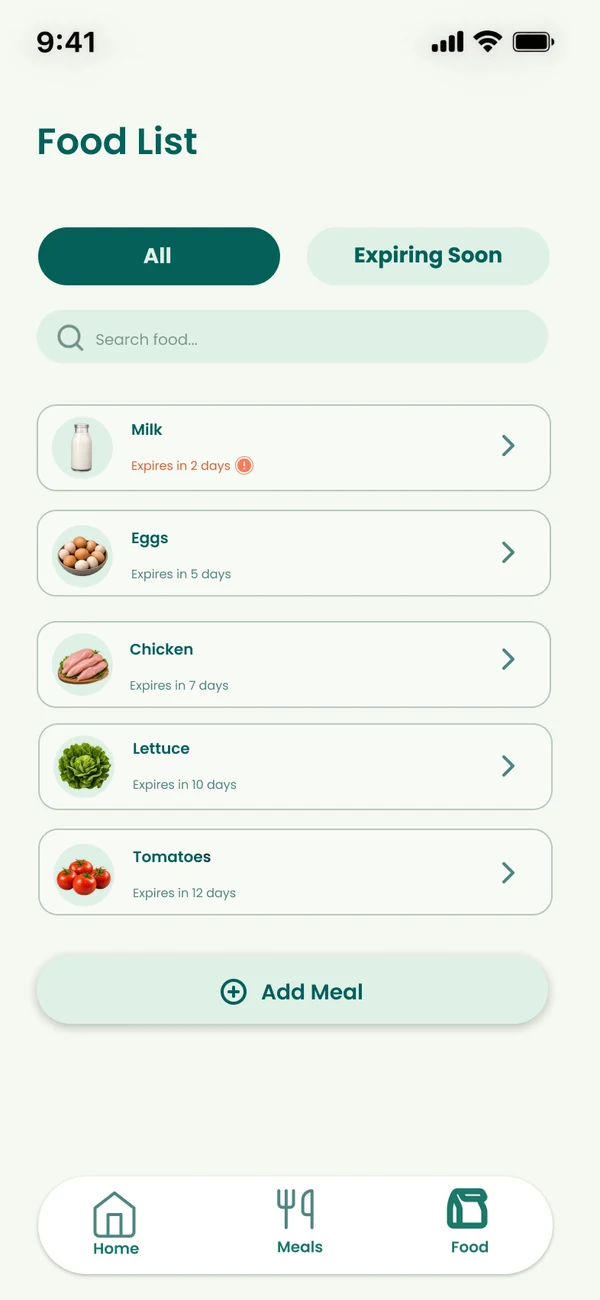 9:41
Food List
All
Expiring Soon
Search food...
Milk
Expires in 2 days
Eggs
Expires in 5 days
Chicken
Expires in 7 days
Lettuce
Expires in 10 days
Tomatoes
Expires in 12 days
Add Meal
Home
Meals
Food